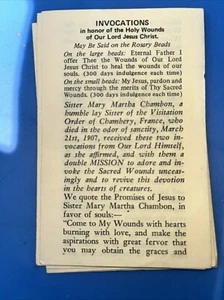 INVOCATIONS
in honor of the Holy Wounds
of Our Lord Jesus Christ.
May Be Said on the Rosary Beads
On the large beads: Eternal Father I
offer Thee the Wounds of Our Lord
Jesus Christ to heal the wounds of our
souls. (300 days indulgence each time)
On the small beads: My Jesus, pardon and
mercy through the merits of Thy Sacred
Wounds. (300 days indulgence each time)
Sister Mary Martha Chambon, a
humble lay Sister of the Visitation
Order of Chambery, France, who
died in the odor of sanctity, March
21st, 1907, received these two in-
vocations from Our Lord Himself,
as she affirmed, and with them a
double MISSION to adore and in-
voke the Sacred Wounds unceas-
ingly and to revive this devotion
in the hearts of creatures.
We quote the Promises of Jesus to
Sister Mary Martha Chambon, in
favor of souls:—
"Come to My Wounds with hearts
burning with love, and make the
aspirations with great fervor that
you may obtain the graces and